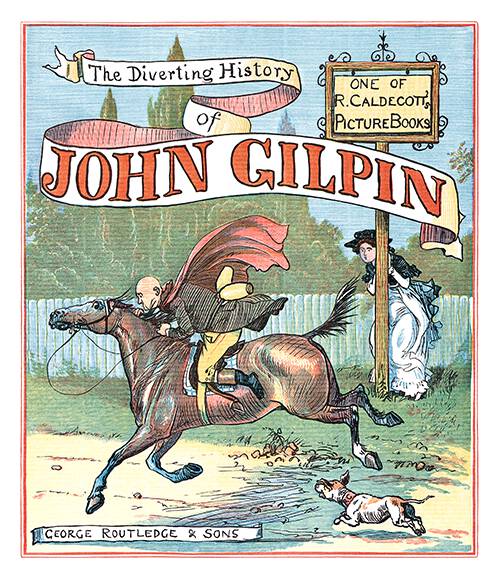 The Diverting History
of
JOHN GILPIN
ONE OF
R. CALDECOTT's
PICTURE BOOKS
GEORGE ROUTLEDGE & SONS